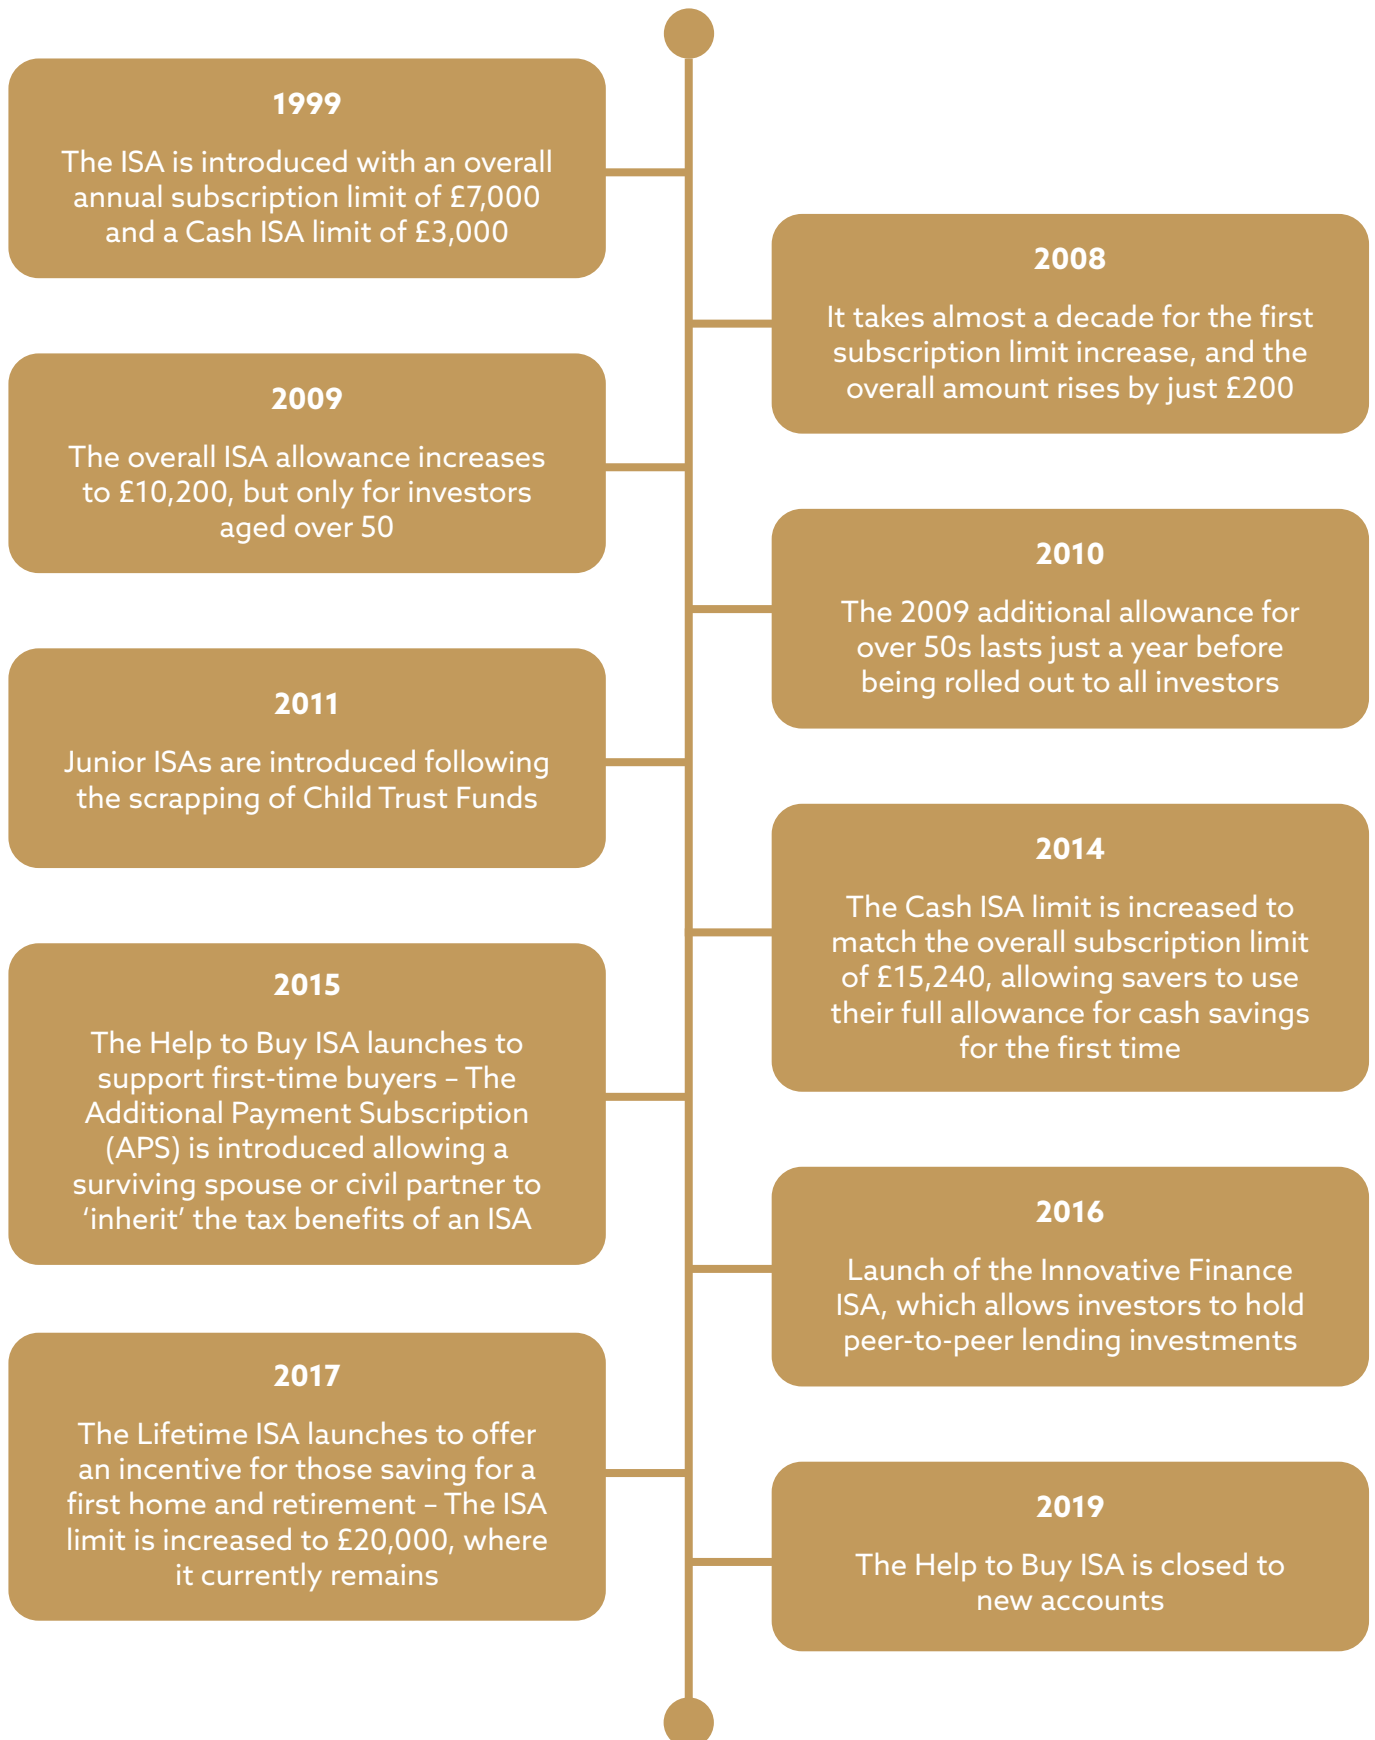 1999
The ISA is introduced with an overall
annual subscription limit of £7,000
and a Cash ISA limit of £3,000
2008
It takes almost a decade for the first
subscription limit increase, and the
overall amount rises by just £200
2009
The overall ISA allowance increases
to £10,200, but only for investors
aged over 50
2010
The 2009 additional allowance for
over 50s lasts just a year before
being rolled out to all investors
2011
Junior ISAs are introduced following
the scrapping of Child Trust Funds
2014
The Cash ISA limit is increased to
match the overall subscription limit
of £15,240, allowing savers to use
their full allowance for cash savings
for the first time
2015
The Help to Buy ISA launches to
support first-time buyers – The
Additional Payment Subscription
(APS) is introduced allowing a
surviving spouse or civil partner to
‘inherit’ the tax benefits of an ISA
2016
Launch of the Innovative Finance
ISA, which allows investors to hold
peer-to-peer lending investments
2017
The Lifetime ISA launches to offer
an incentive for those saving for a
first home and retirement – The ISA
limit is increased to £20,000, where
it currently remains
2019
The Help to Buy ISA is closed to
new accounts